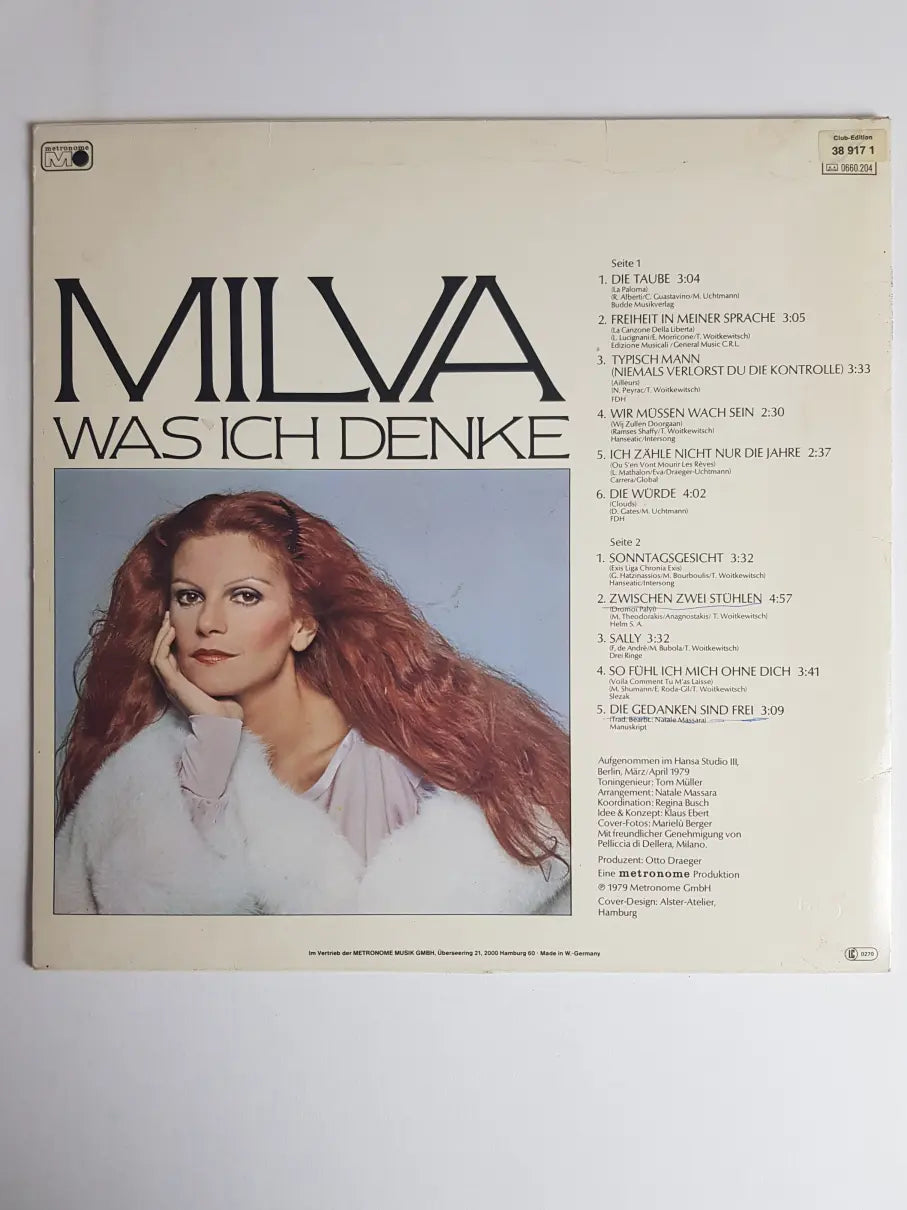 metronome
Club-Edition
38 917 1
0660.204
MILVA
WAS ICH DENKE
Seite 1
1. DIE TAUBE 3:04
(La Paloma)
(R. Alberti/C. Guastavino/M. Uchtmann)
Budde Musikverlag
2. FREIHEIT IN MEINER SPRACHE 3:05
(La Canzone Della Liberta)
(L. Lucignani/E. Morricone/T. Woitkewitsch)
Edizione Musicali/General Music C.R.L.
3. TYPISCH MANN
(NIEMALS VERLORST DU DIE KONTROLLE) 3:33
(Ailleurs)
(N. Peyrac/T. Woitkewitsch)
FDH
4. WIR MÜSSEN WACH SEIN 2:30
(Wij Zullen Doorgaan)
(Ramses Shaffy/T. Woitkewitsch)
Hanseatic/Intersong
5. ICH ZÄHLE NICHT NUR DIE JAHRE 2:37
(Ou S'en Vont Mourir Les Rêves)
(L. Mathalon/Eva/Draeger-Uchtmann)
Carrera/Global
6. DIE WÜRDE 4:02
(Clouds)
(D. Gates/M. Uchtmann)
FDH
Seite 2
1. SONNTAGSGESICHT 3:32
(Exis Liga Chronia Exis)
(G. Hatzinassios/M. Bourboulis/T. Woitkewitsch)
Hanseatic/Intersong
2. ZWISCHEN ZWEI STÜHLEN 4:57
(Dromoi Palyi)
(M. Theodorakis/Anagnostakis/T. Woitkewitsch)
Helm S. A.
3. SALLY 3:32
(F. de André/M. Bubola/T. Woitkewitsch)
Drei Ringe
4. SO FÜHL ICH MICH OHNE DICH 3:41
(Voila Comment Tu M'as Laisse)
(M. Shumann/E. Roda-Gil/T. Woitkewitsch)
Slezak
5. DIE GEDANKEN SIND FREI 3:09
(Trad. Bearb.: Natale Massara)
Manuskript
Aufgenommen im Hansa Studio III,
Berlin, März/April 1979
Toningenieur: Tom Müller
Arrangement: Natale Massara
Koordination: Regina Busch
Idee & Konzept: Klaus Ebert
Cover-Fotos: Marielù Berger
Mit freundlicher Genehmigung von
Pelliccia di Dellera, Milano.
Produzent: Otto Draeger
Eine metronome Produktion
℗ 1979 Metronome GmbH
Cover-Design: Alster-Atelier,
Hamburg
Im Vertrieb der METRONOME MUSIK GMBH, Überseering 21, 2000 Hamburg 60 · Made in W.-Germany
LC 0270